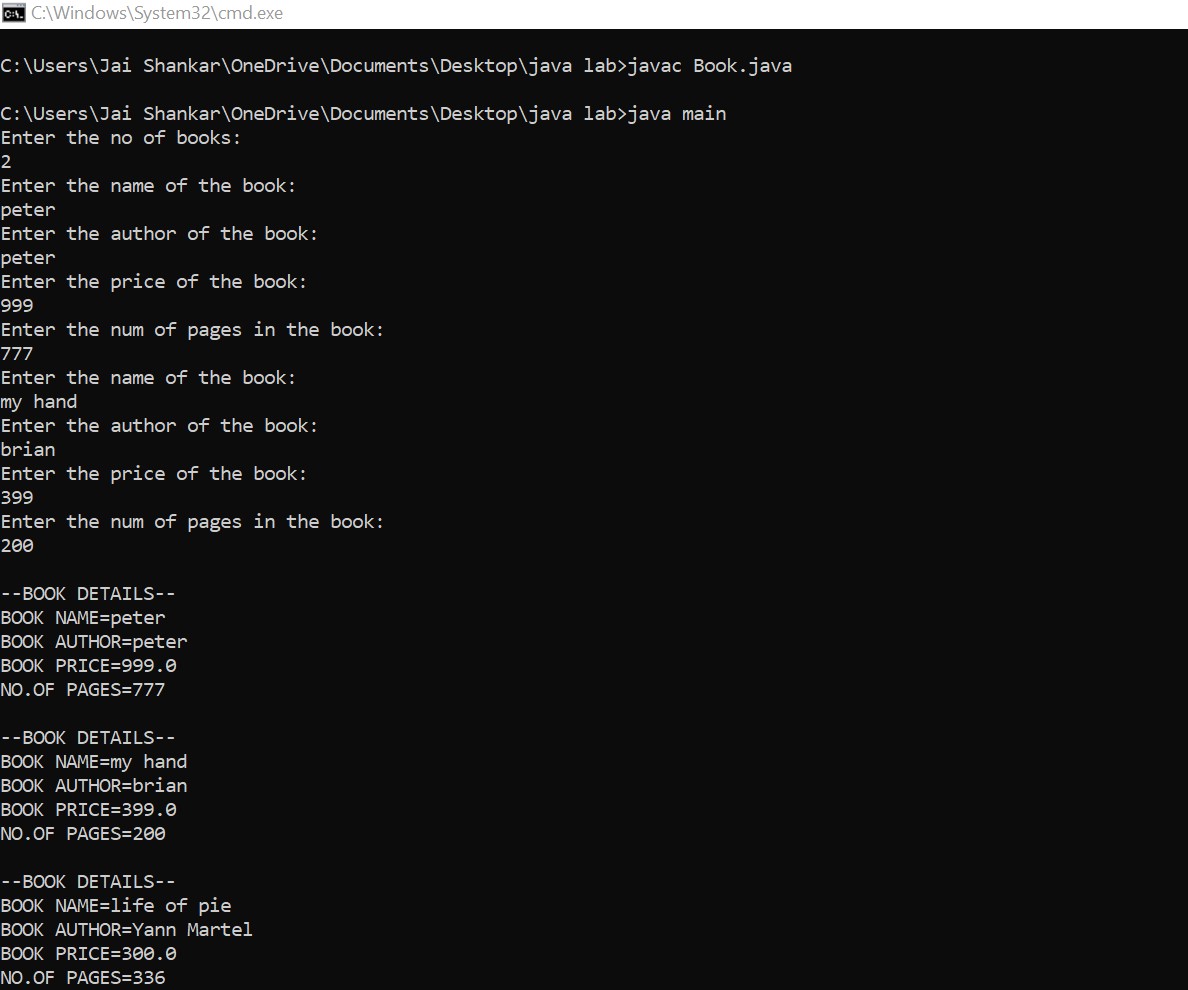 C:\Windows\System32\cmd.exe
C:\Users\Jai Shankar\OneDrive\Documents\Desktop\java lab>javac Book.java
C:\Users\Jai Shankar\OneDrive\Documents\Desktop\java lab>java main
Enter the no of books:
2
Enter the name of the book:
peter
Enter the author of the book:
peter
Enter the price of the book:
999
Enter the num of pages in the book:
777
Enter the name of the book:
my hand
Enter the author of the book:
brian
Enter the price of the book:
399
Enter the num of pages in the book:
200
--BOOK DETAILS--
BOOK NAME=peter
BOOK AUTHOR=peter
BOOK PRICE=999.0
NO.OF PAGES=777
--BOOK DETAILS--
BOOK NAME=my hand
BOOK AUTHOR=brian
BOOK PRICE=399.0
NO.OF PAGES=200
--BOOK DETAILS--
BOOK NAME=life of pie
BOOK AUTHOR=Yann Martel
BOOK PRICE=300.0
NO.OF PAGES=336